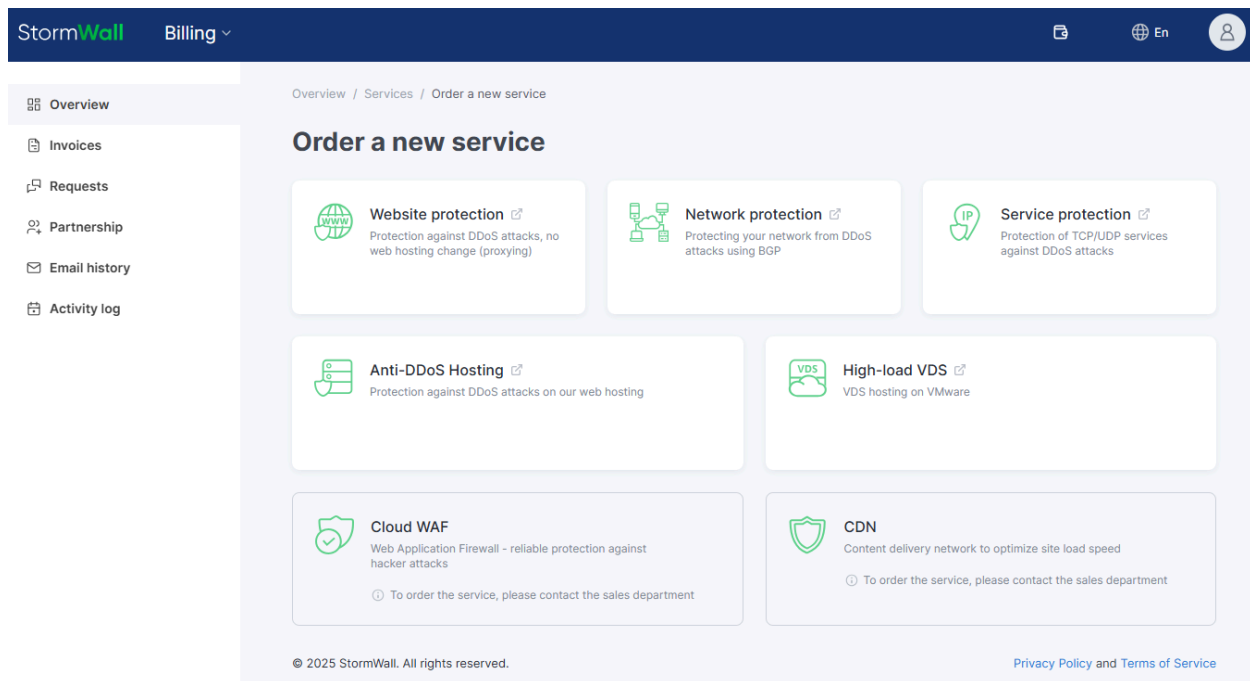 StormWall
Billing
En
Overview
Invoices
Requests
Partnership
Email history
Activity log
Overview / Services / Order a new service
Order a new service
WWW
Website protection
Protection against DDoS attacks, no
web hosting change (proxying)
Network protection
Protecting your network from DDoS
attacks using BGP
IP
Service protection
Protection of TCP/UDP services
against DDoS attacks
Anti-DDoS Hosting
Protection against DDoS attacks on our web hosting
VDS
High-load VDS
VDS hosting on VMware
Cloud WAF
Web Application Firewall - reliable protection against
hacker attacks
To order the service, please contact the sales department
CDN
Content delivery network to optimize site load speed
To order the service, please contact the sales department
© 2025 StormWall. All rights reserved.
Privacy Policy and Terms of Service